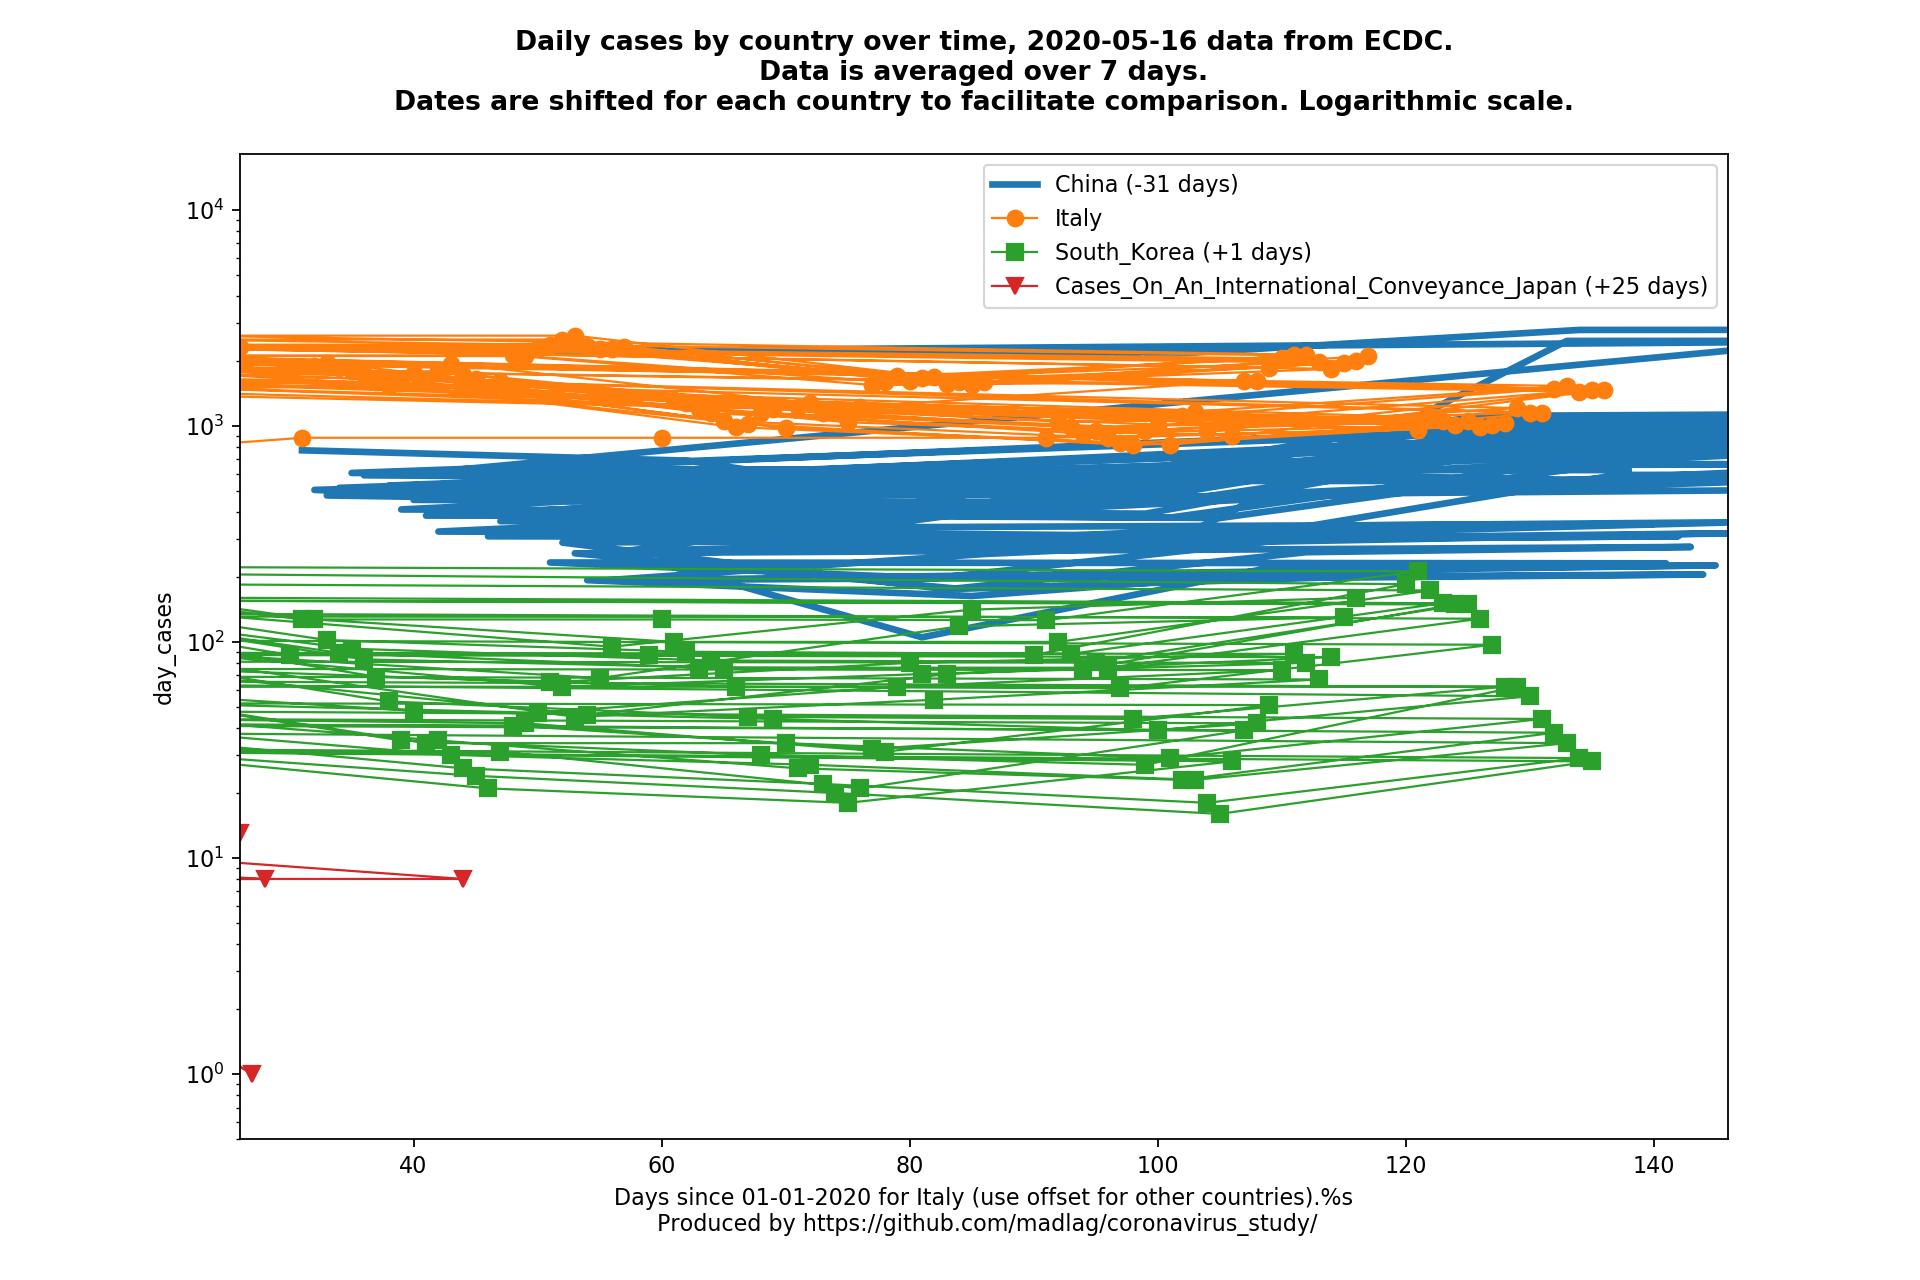 Daily cases by country over time, 2020-05-16 data from ECDC.
Data is averaged over 7 days.
Dates are shifted for each country to facilitate comparison. Logarithmic scale.
China (-31 days)
Italy
South_Korea (+1 days)
Cases_On_An_International_Conveyance_Japan (+25 days)
10⁴
10³
10²
10¹
10⁰
day_cases
40 60 80 100 120 140
Days since 01-01-2020 for Italy (use offset for other countries).%s
Produced by https://github.com/madlag/coronavirus_study/